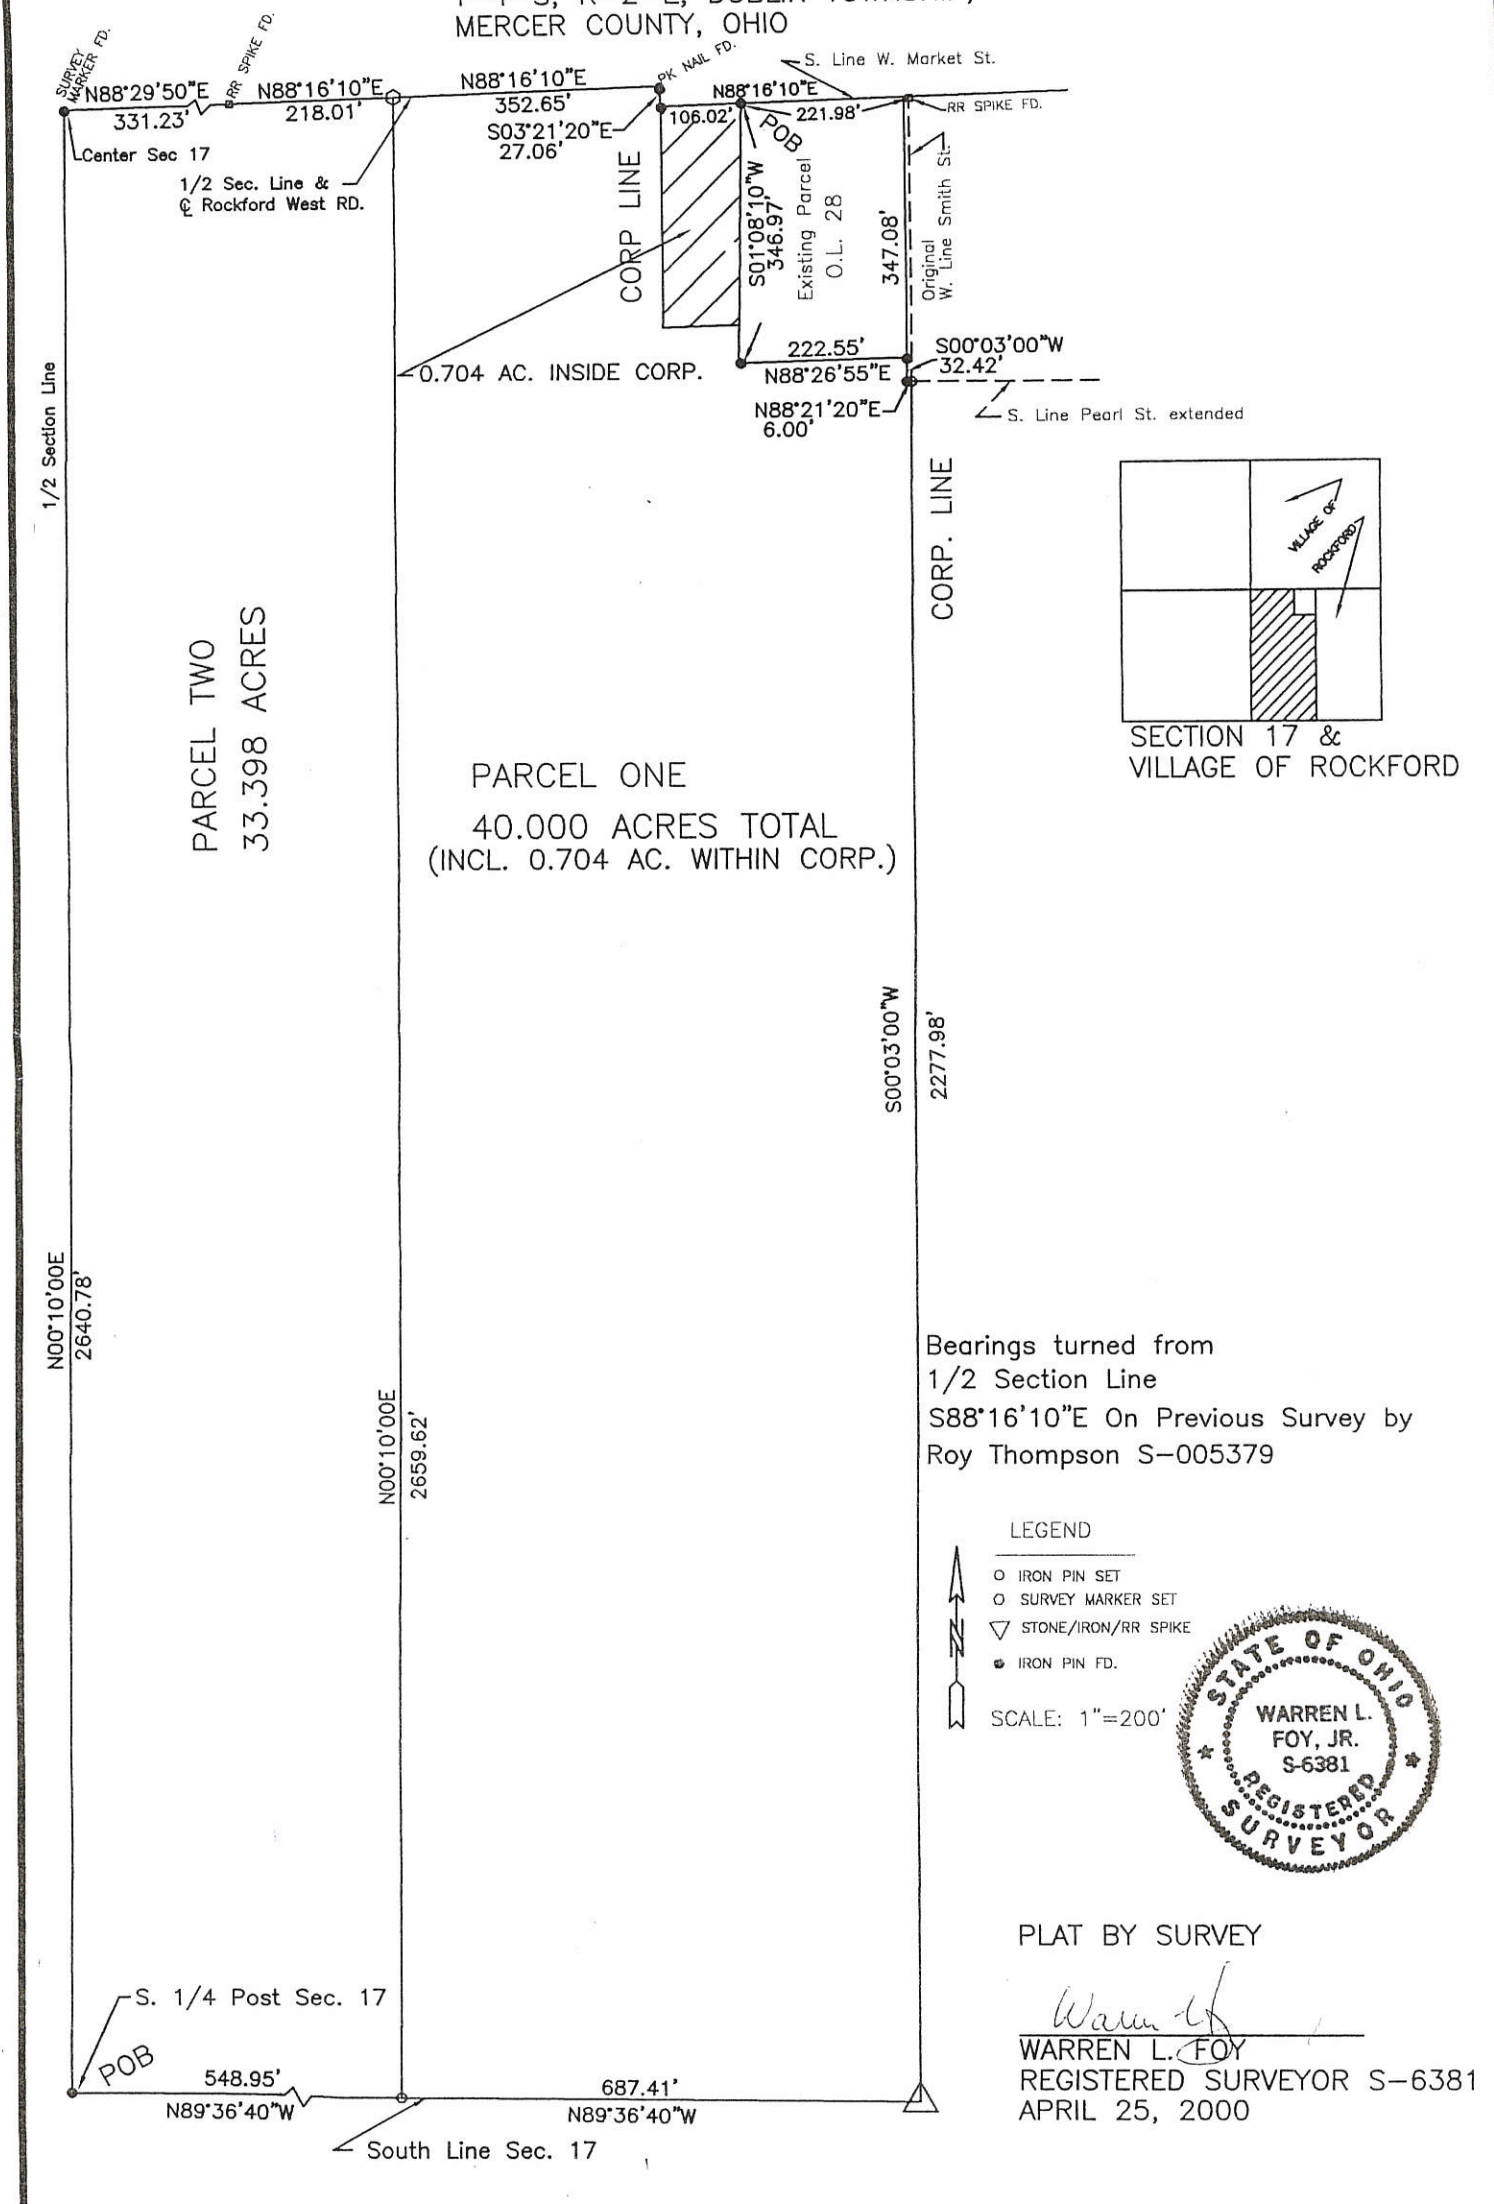 MERCER COUNTY, OHIO
SURVEY
MARKER FD.
RR SPIKE FD.
PK NAIL FD.
S. Line W. Market St.
N88°29'50"E
331.23'
N88°16'10"E
218.01'
N88°16'10"E
352.65'
N88°16'10"E
106.02'
221.98'
RR SPIKE FD.
S03°21'20"E
27.06'
POB
Center Sec 17
1/2 Sec. Line &
℄ Rockford West RD.
CORP LINE
S01°08'10"W
346.97'
Existing Parcel
O.L. 28
347.08'
Original
W. Line Smith St.
0.704 AC. INSIDE CORP.
222.55'
N88°26'55"E
S00°03'00"W
32.42'
N88°21'20"E
6.00'
S. Line Pearl St. extended
1/2 Section Line
CORP. LINE
VILLAGE OF
ROCKFORD
SECTION 17 &
VILLAGE OF ROCKFORD
PARCEL TWO
33.398 ACRES
PARCEL ONE
40.000 ACRES TOTAL
(INCL. 0.704 AC. WITHIN CORP.)
S00°03'00"W
2277.98'
N00°10'00E
2640.78'
N00°10'00E
2659.62'
Bearings turned from
1/2 Section Line
S88°16'10"E On Previous Survey by
Roy Thompson S-005379
LEGEND
IRON PIN SET
SURVEY MARKER SET
STONE/IRON/RR SPIKE
IRON PIN FD.
N
SCALE: 1"=200'
STATE OF OHIO
WARREN L.
FOY, JR.
S-6381
REGISTERED
SURVEYOR
PLAT BY SURVEY
WARREN L. FOY
REGISTERED SURVEYOR S-6381
APRIL 25, 2000
S. 1/4 Post Sec. 17
POB
548.95'
N89°36'40"W
687.41'
N89°36'40"W
South Line Sec. 17